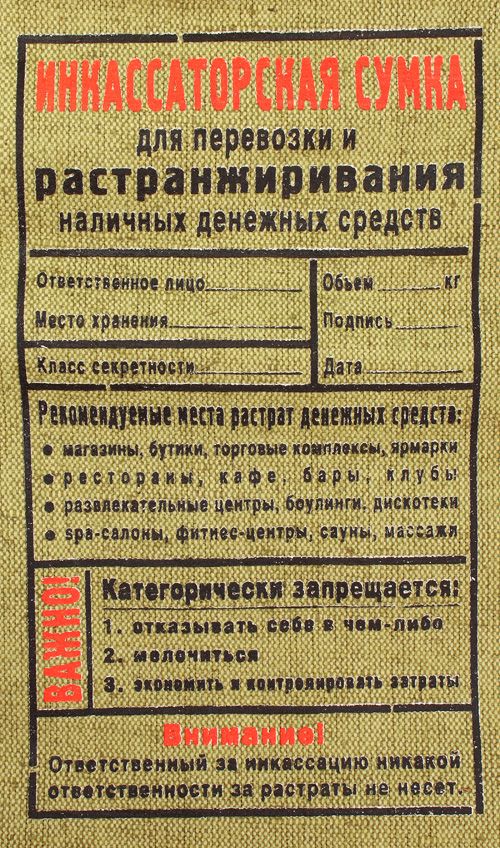 ИНКАССАТОРСКАЯ СУМКА
для перевозки и
растранжиривания
наличных денежных средств
Ответственное лицо
Объем кг
Место хранения
Подпись
Класс секретности
Дата
Рекомендуемые места растрат денежных средств:
• магазины, бутики, торговые комплексы, ярмарки
• рестораны, кафе, бары, клубы
• развлекательные центры, боулинги, дискотеки
• spa-салоны, фитнес-центры, сауны, массажи
ВАЖНО!
Категорически запрещается:
1. отказывать себе в чем-либо
2. мелочиться
3. экономить и контролировать затраты
Внимание!
Ответственный за инкассацию никакой
ответственности за растраты не несет.